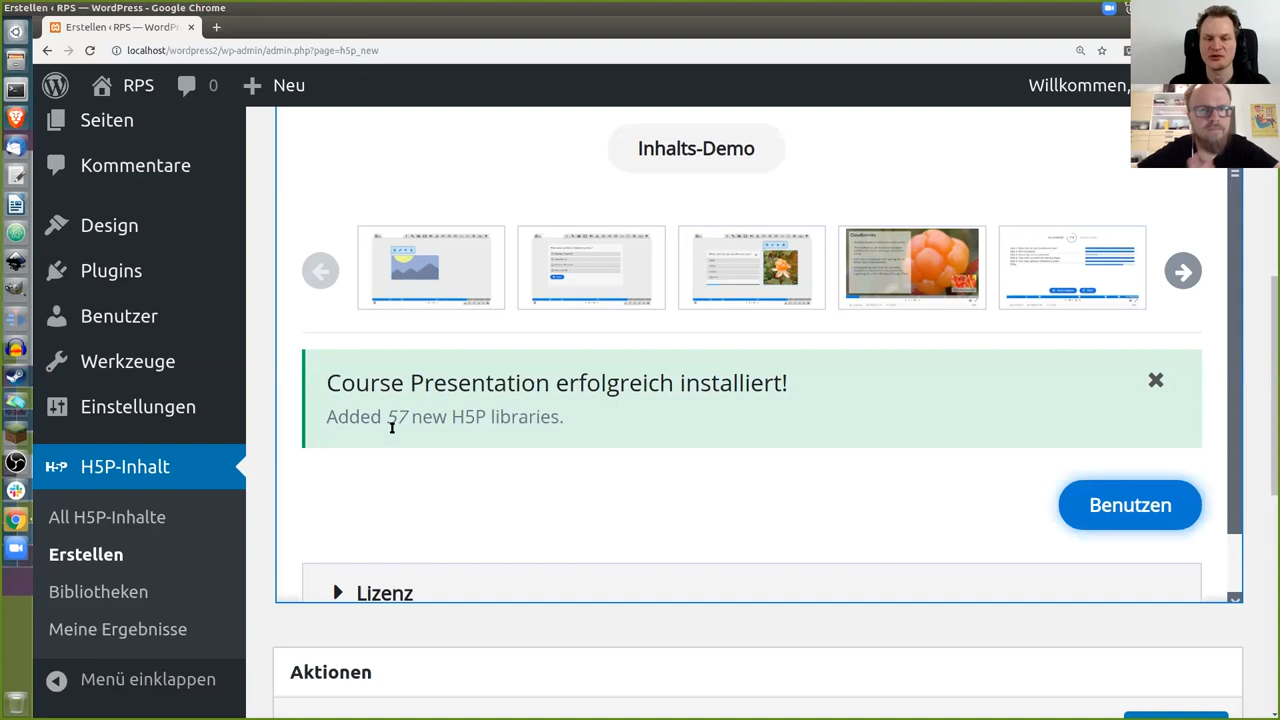 Erstellen ‹ RPS — WordPress - Google Chrome
Erstellen ‹ RPS — WordPr
localhost/wordpress2/wp-admin/admin.php?page=h5p_new
RPS
0
Neu
Willkommen,
Seiten
Kommentare
Design
Plugins
Benutzer
Werkzeuge
Einstellungen
H5P-Inhalt
All H5P-Inhalte
Erstellen
Bibliotheken
Meine Ergebnisse
Menü einklappen
Inhalts-Demo
Course Presentation erfolgreich installiert!
Added 57 new H5P libraries.
Benutzen
Lizenz
Aktionen